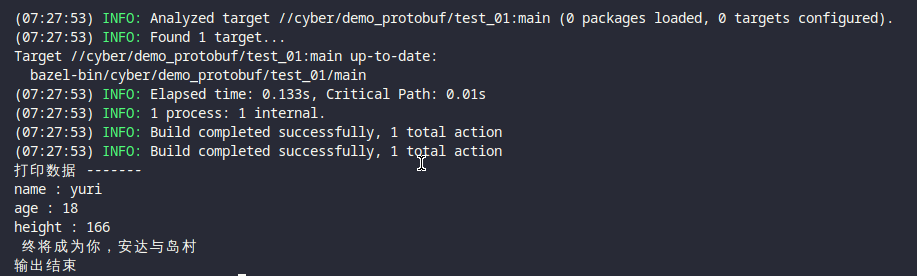 (07:27:53) INFO: Analyzed target //cyber/demo_protobuf/test_01:main (0 packages loaded, 0 targets configured).
(07:27:53) INFO: Found 1 target...
Target //cyber/demo_protobuf/test_01:main up-to-date:
  bazel-bin/cyber/demo_protobuf/test_01/main
(07:27:53) INFO: Elapsed time: 0.133s, Critical Path: 0.01s
(07:27:53) INFO: 1 process: 1 internal.
(07:27:53) INFO: Build completed successfully, 1 total action
(07:27:53) INFO: Build completed successfully, 1 total action
打印数据 -------
name : yuri
age : 18
height : 166
 终将成为你，安达与岛村
输出结束